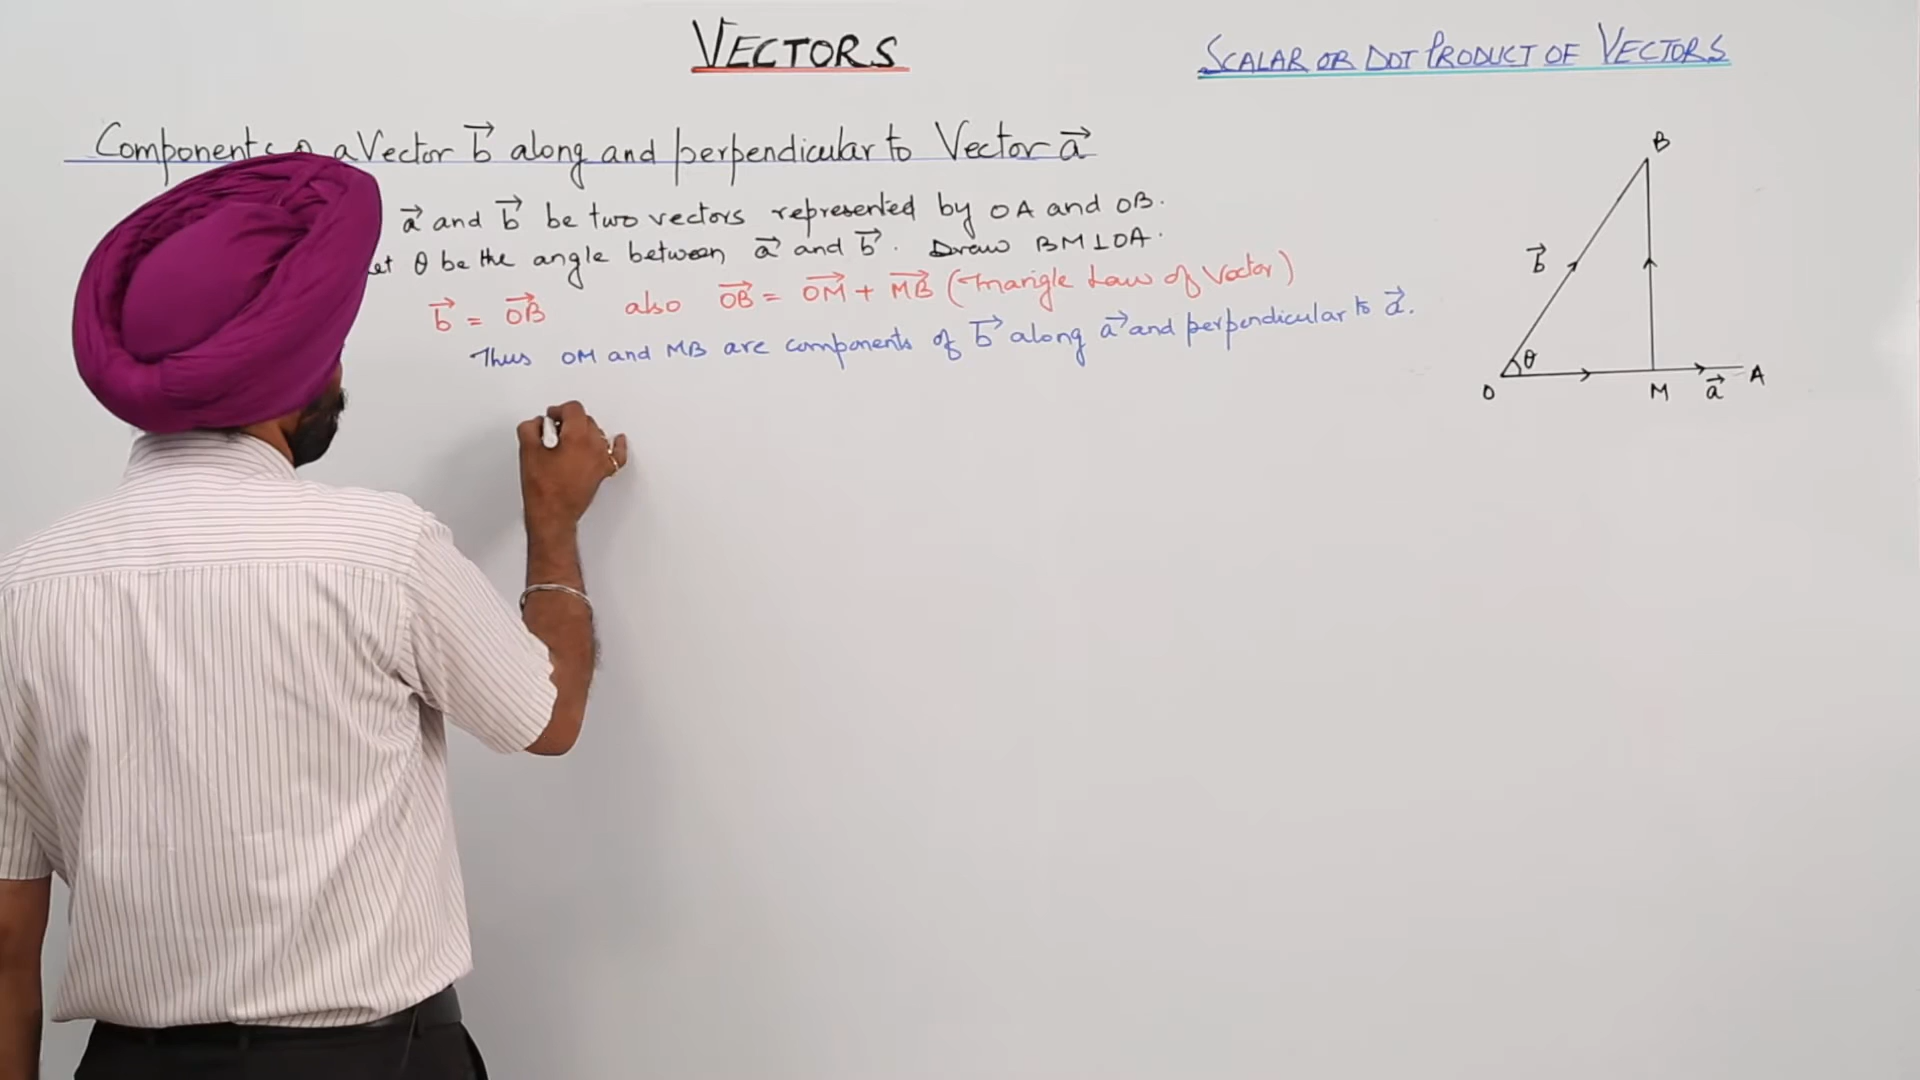 VECTORS
SCALAR OR DOT PRODUCT OF VECTORS
Components a Vector b⃗ along and perpendicular to Vector a⃗
a⃗ and b⃗ be two vectors represented by OA and OB.
θ be the angle between a⃗ and b⃗. Draw BM⊥OA.
b⃗ = OB⃗ also OB⃗ = OM⃗ + MB⃗ (Triangle Law of Vector)
Thus OM and MB are components of b⃗ along a⃗ and perpendicular to a⃗.
B
b⃗
θ
O
M
a⃗
A